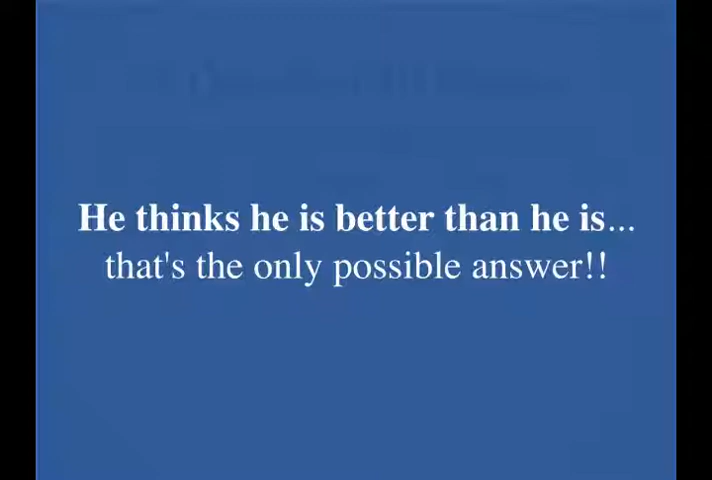 He thinks he is better than he is...
that's the only possible answer!!